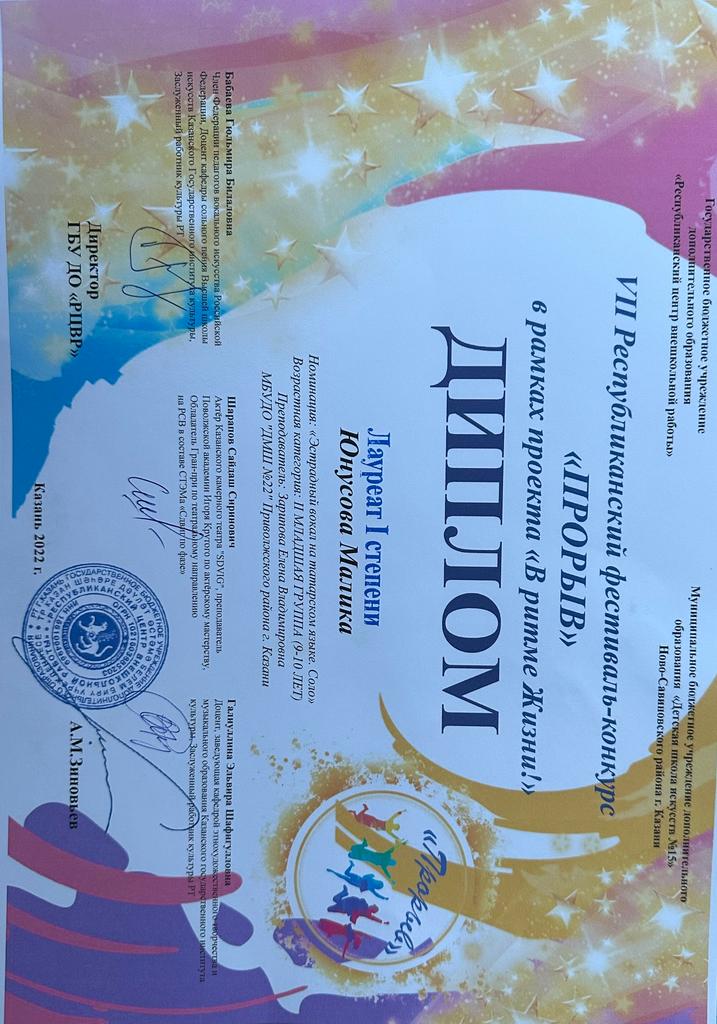 Государственное бюджетное учреждение
дополнительного образования
«Республиканский центр внешкольной работы»
Муниципальное бюджетное учреждение дополнительного
образования «Детская школа искусств №15»
Ново-Савиновского района г. Казани
VII Республиканский фестиваль-конкурс
«ПРОРЫВ»
в рамках проекта «В ритме Жизни!»
ДИПЛОМ
Лауреат I степени
Юнусова Малика
Номинация: «Эстрадный вокал на татарском языке. Соло»
Возрастная категория: II МЛАДШАЯ ГРУППА (9-10 ЛЕТ)
Преподаватель: Зарипова Елена Владимировна
МБУДО "ДМШ №22" Приволжского района г. Казани
«Прорыв»
Бабаева Гюльмира Билаловна
Член Федерации педагогов вокального искусства Российской
Федерации, Доцент кафедры сольного пения Высшей школы
искусств Казанского Государственного института культуры,
Заслуженный работник культуры РТ
Шарапов Сайдаш Сиринович
Актёр Казанского камерного театра "SDVIG", преподаватель
Поволжской академии Игоря Крутого по актёрскому мастерству,
Обладатель Гран-при по театральному направлению
на РСВ в составе СТЭМа «Сдвиг по фазе»
Галиуллина Эльвира Шафигулловна
Доцент, заведующая кафедрой этнохудожественного творчества и
музыкального образования Казанского государственного института
культуры, Заслуженный работник культуры РТ
Директор
ГБУ ДО «РЦВР»
А.М.Зиновьев
Казань 2022 г.